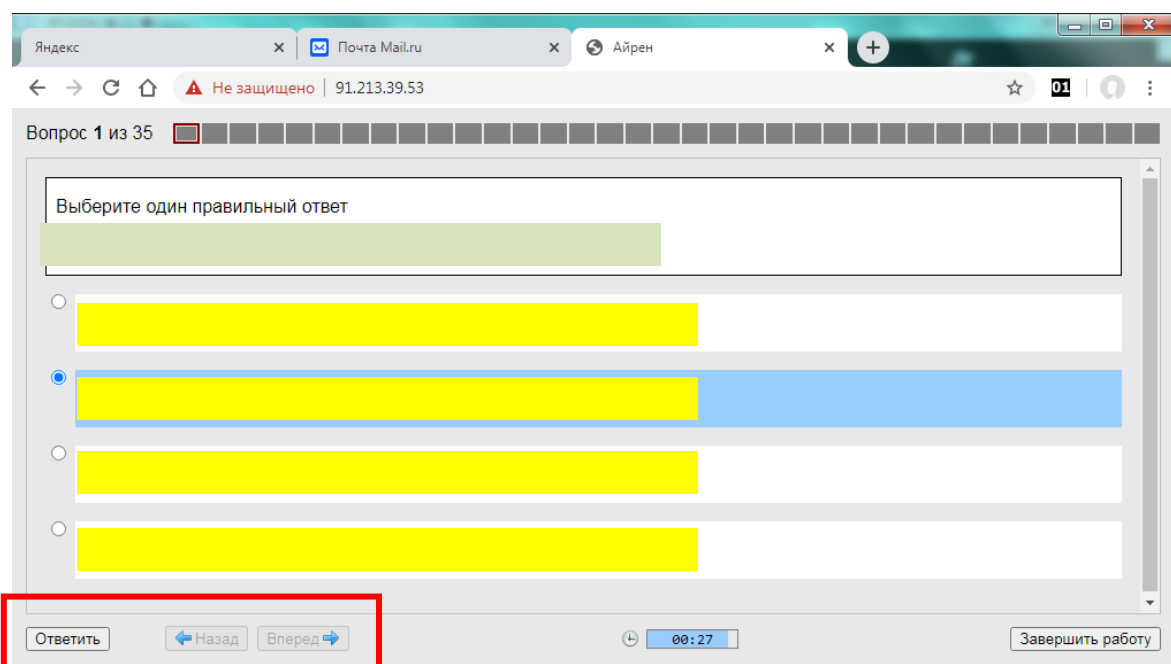 Яндекс
Почта Mail.ru
Айрен
Не защищено | 91.213.39.53
01
Вопрос 1 из 35
Выберите один правильный ответ
Ответить
Назад
Вперед
00:27
Завершить работу